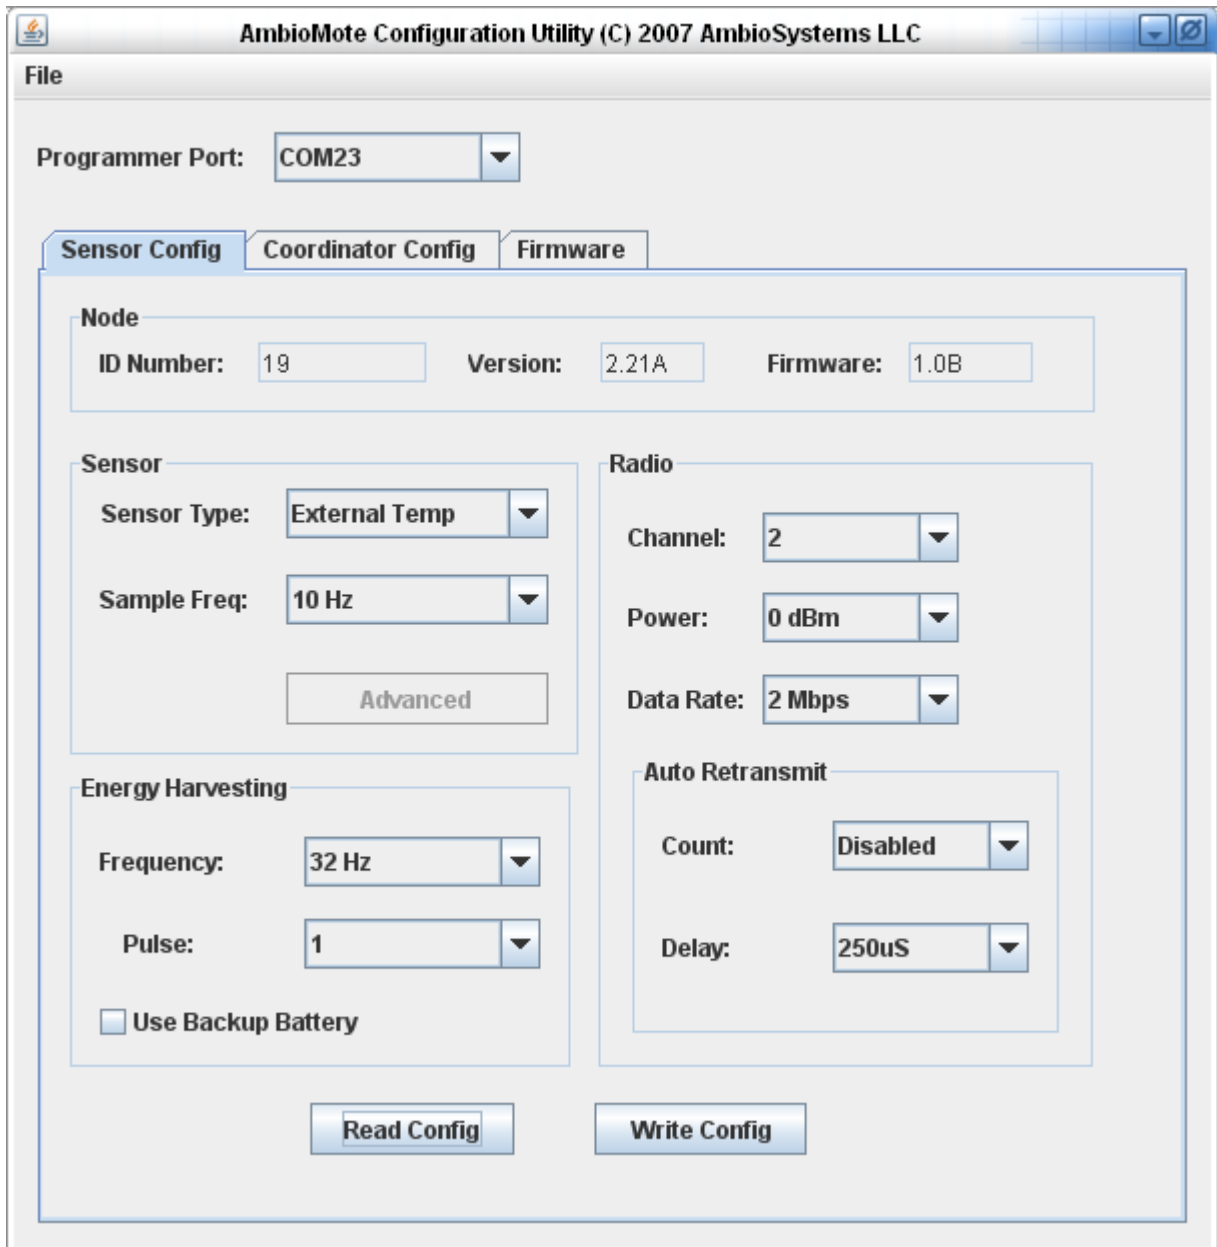 AmbioMote Configuration Utility (C) 2007 AmbioSystems LLC
File
Programmer Port: COM23
Sensor Config Coordinator Config Firmware
Node
ID Number: 19 Version: 2.21A Firmware: 1.0B
Sensor
Sensor Type: External Temp
Sample Freq: 10 Hz
Advanced
Energy Harvesting
Frequency: 32 Hz
Pulse: 1
Use Backup Battery
Radio
Channel: 2
Power: 0 dBm
Data Rate: 2 Mbps
Auto Retransmit
Count: Disabled
Delay: 250uS
Read Config Write Config